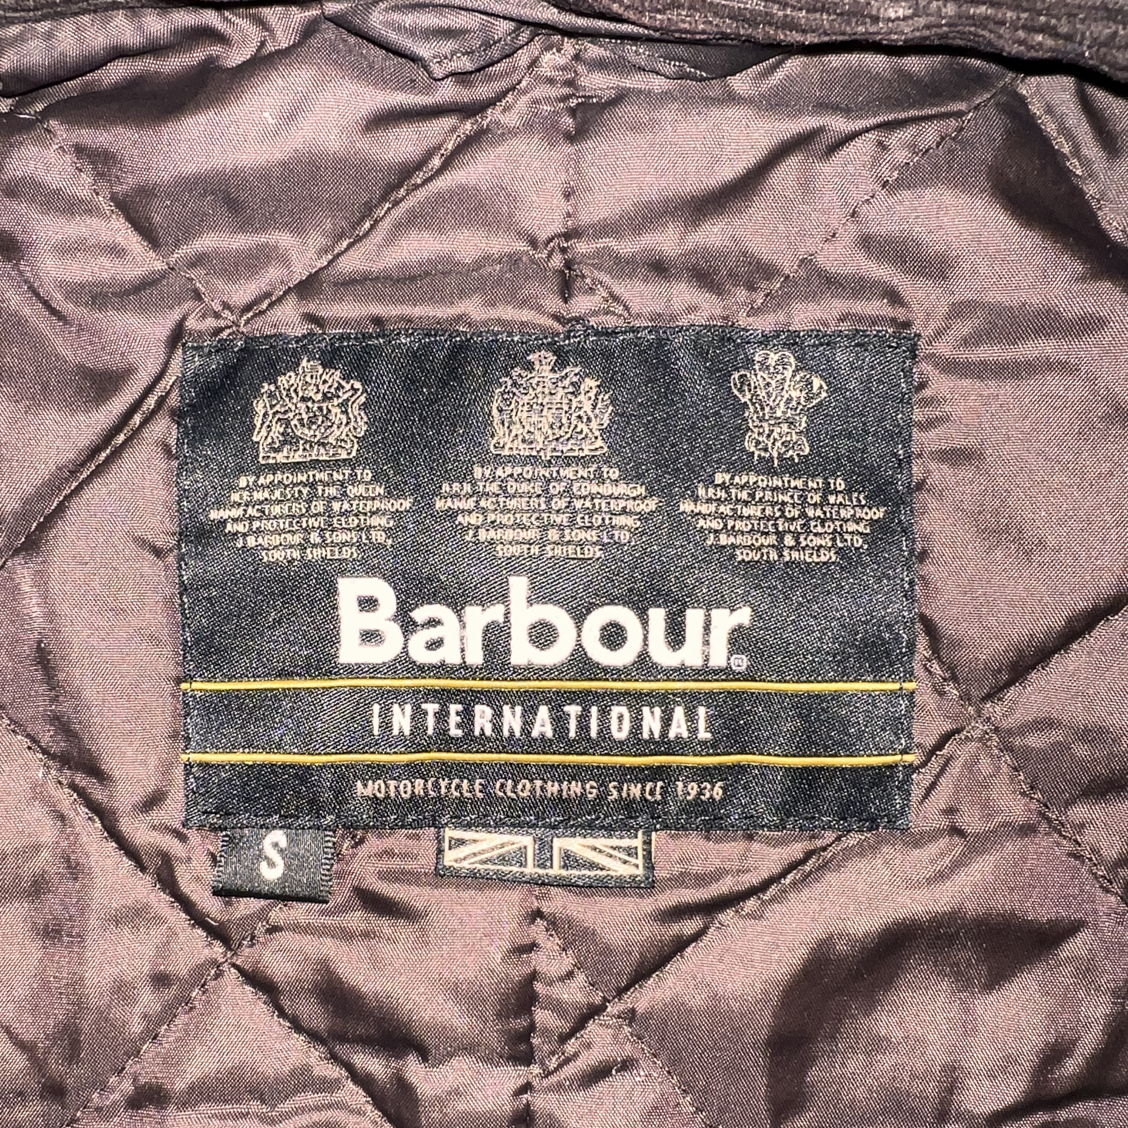 BY APPOINTMENT TO
HER MAJESTY THE QUEEN
MANUFACTURERS OF WATERPROOF
AND PROTECTIVE CLOTHING
J. BARBOUR & SONS LTD,
SOUTH SHIELDS.
BY APPOINTMENT TO
H.R.H. THE DUKE OF EDINBURGH
MANUFACTURERS OF WATERPROOF
AND PROTECTIVE CLOTHING
J. BARBOUR & SONS LTD,
SOUTH SHIELDS.
BY APPOINTMENT TO
H.R.H. THE PRINCE OF WALES
MANUFACTURERS OF WATERPROOF
AND PROTECTIVE CLOTHING
J. BARBOUR & SONS LTD,
SOUTH SHIELDS.
Barbour®
INTERNATIONAL
MOTORCYCLE CLOTHING SINCE 1936
S